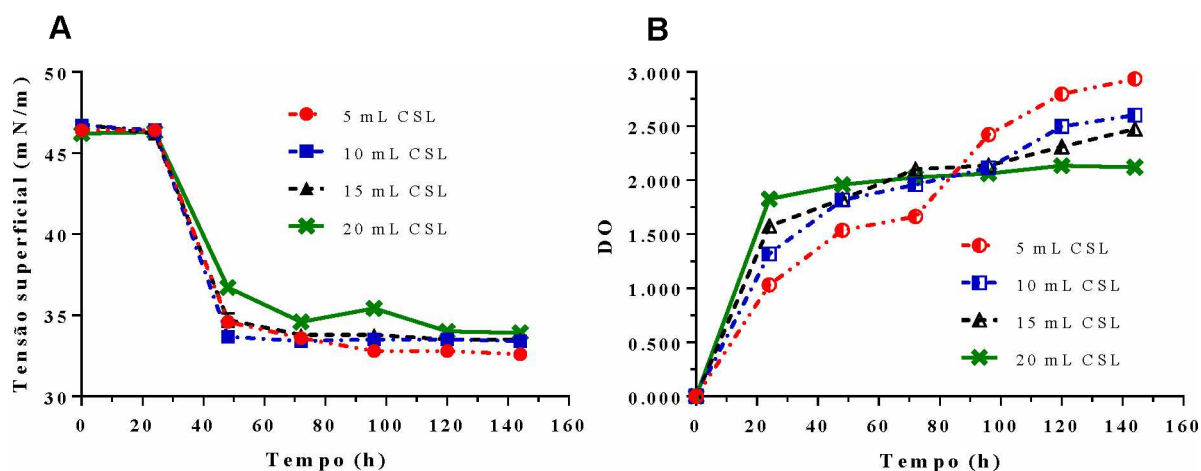 A
Tensão superficial (mN/m)
50
45
40
35
30
5 mL CSL
10 mL CSL
15 mL CSL
20 mL CSL
0 20 40 60 80 100 120 140 160
Tempo (h)
B
DO
3.000
2.500
2.000
1.500
1.000
0.500
0.000
5 mL CSL
10 mL CSL
15 mL CSL
20 mL CSL
0 20 40 60 80 100 120 140 160
Tempo (h)